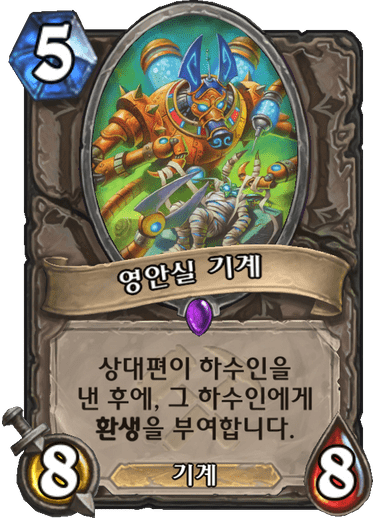 5
영안실 기계
상대편이 하수인을
낸 후에, 그 하수인에게
환생을 부여합니다.
8
기계
8